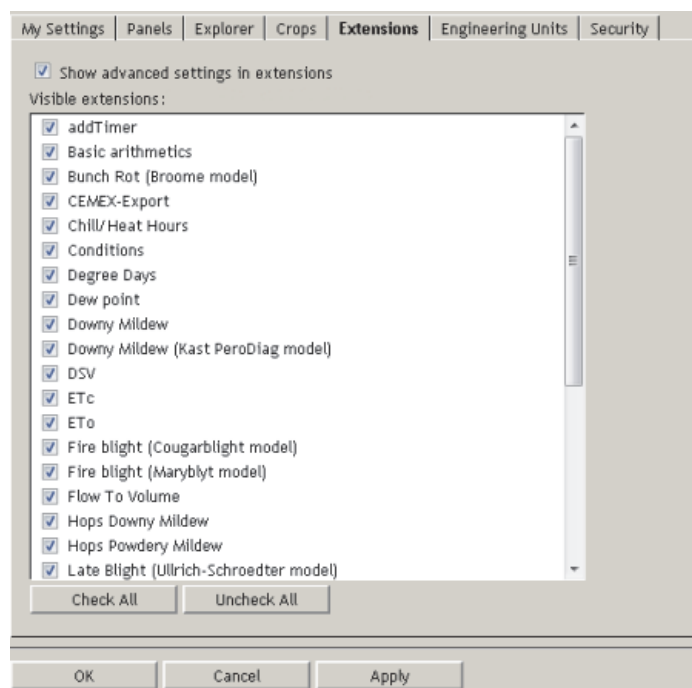 My Settings Panels Explorer Crops Extensions Engineering Units Security
Show advanced settings in extensions
Visible extensions:
addTimer
Basic arithmetics
Bunch Rot (Broome model)
CEMEX-Export
Chill/Heat Hours
Conditions
Degree Days
Dew point
Downy Mildew
Downy Mildew (Kast PeroDiag model)
DSV
ETc
ETo
Fire blight (Cougarblight model)
Fire blight (Maryblyt model)
Flow To Volume
Hops Downy Mildew
Hops Powdery Mildew
Late Blight (Ullrich-Schroedter model)
Check All Uncheck All
OK Cancel Apply